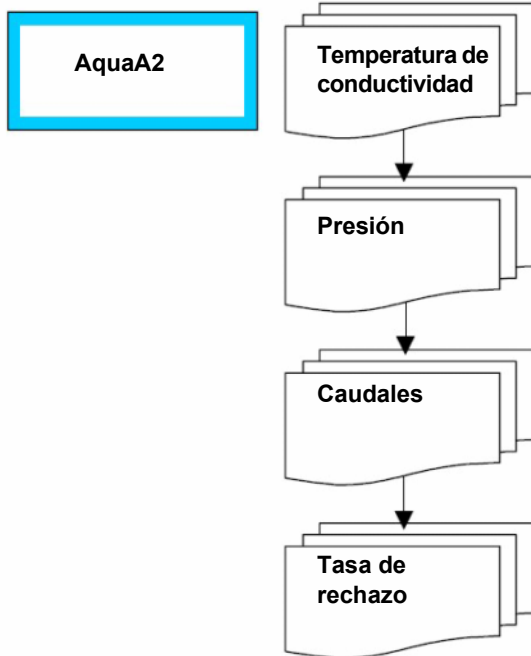 AquaA2
Temperatura de
conductividad
Presión
Caudales
Tasa de
rechazo